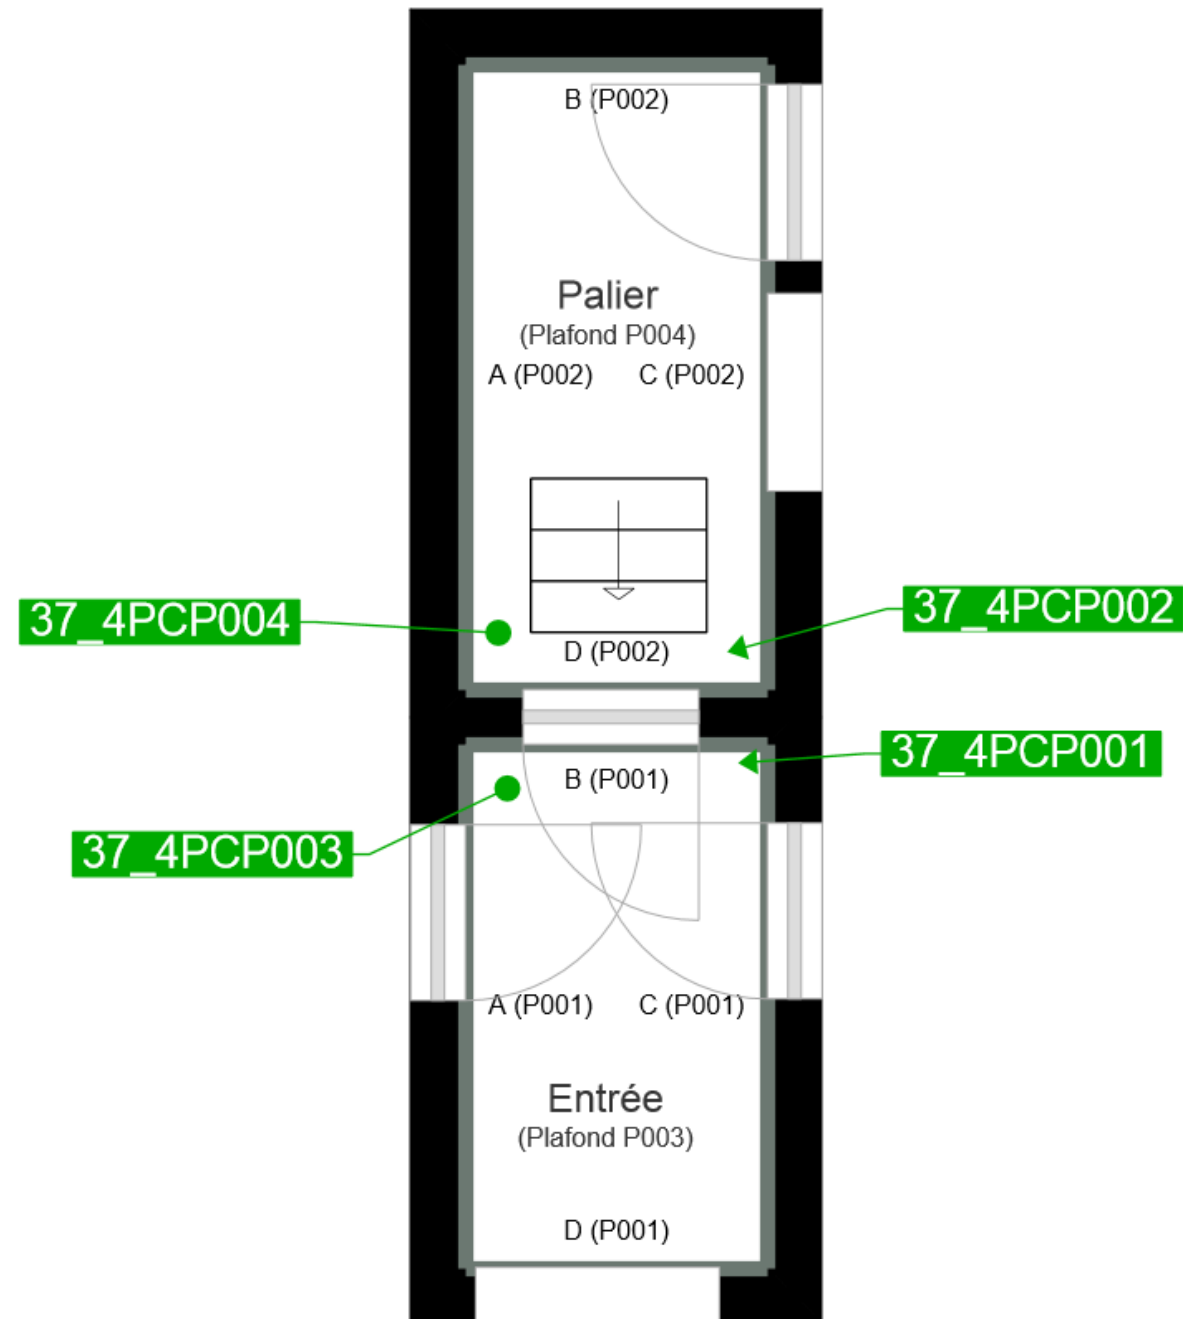 B (P002)
Palier
(Plafond P004)
A (P002)
C (P002)
37_4PCP004
37_4PCP002
D (P002)
37_4PCP001
B (P001)
37_4PCP003
A (P001)
C (P001)
Entrée
(Plafond P003)
D (P001)